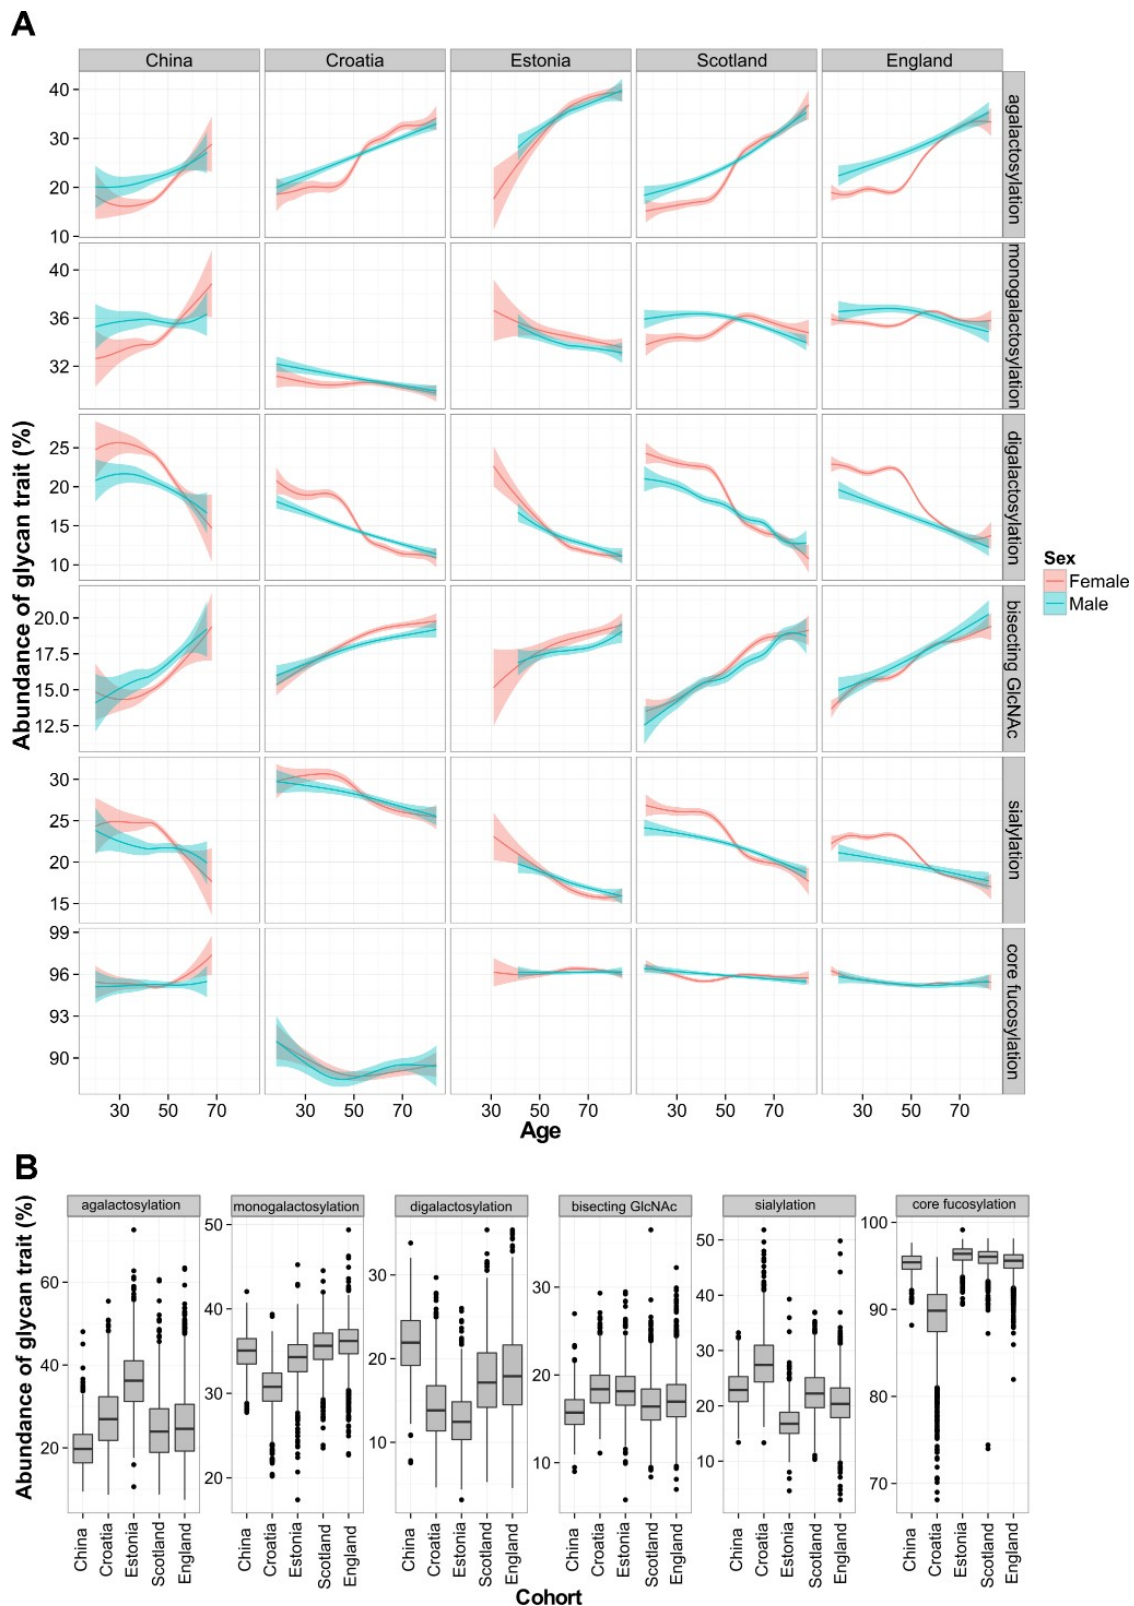 A
China Croatia Estonia Scotland England
Abundance of glycan trait (%)
40
30
20
10
agalactosylation
40
36
32
monogalactosylation
25
20
15
10
digalactosylation
20.0
17.5
15.0
12.5
bisecting GlcNAc
30
25
20
15
sialylation
99
96
93
90
core fucosylation
Sex
Female
Male
30 50 70 30 50 70 30 50 70 30 50 70 30 50 70
Age
B
Abundance of glycan trait (%)
agalactosylation
60
40
20
China Croatia Estonia Scotland England
monogalactosylation
50
40
30
20
China Croatia Estonia Scotland England
digalactosylation
30
20
10
China Croatia Estonia Scotland England
bisecting GlcNAc
30
20
10
China Croatia Estonia Scotland England
sialylation
50
40
30
20
10
China Croatia Estonia Scotland England
core fucosylation
100
90
80
70
China Croatia Estonia Scotland England
Cohort